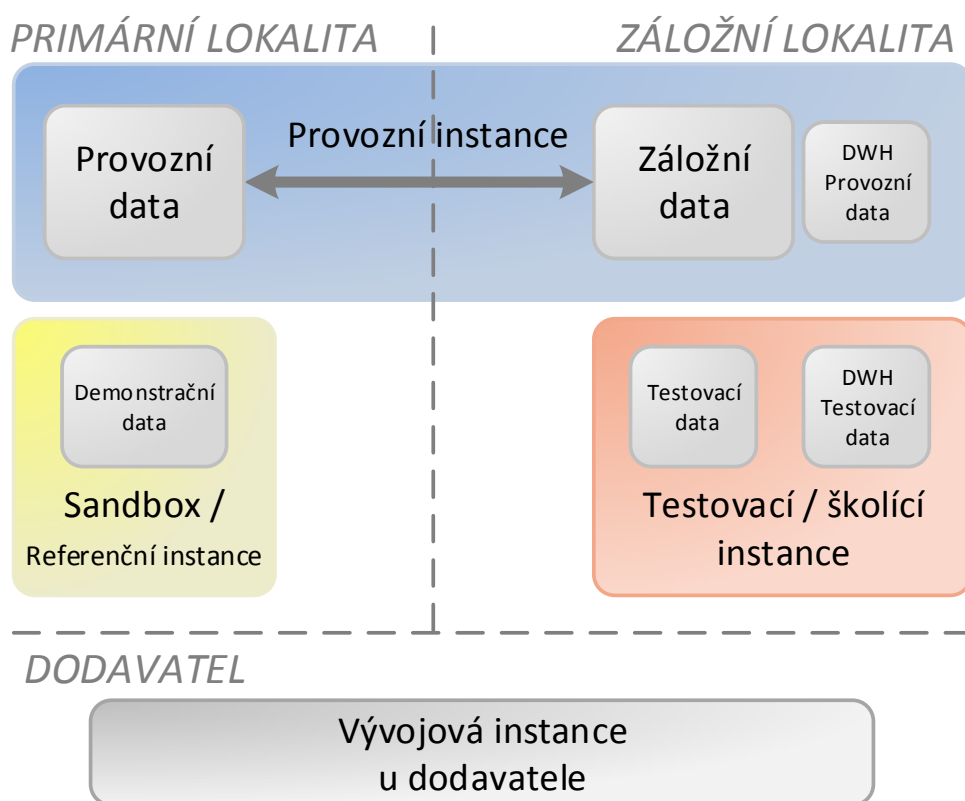 PRIMÁRNÍ LOKALITA
ZÁLOŽNÍ LOKALITA
Provozní
data
Provozní instance
Záložní
data
DWH
Provozní
data
Demonstrační
data
Sandbox /
Referenční instance
Testovací
data
DWH
Testovací
data
Testovací / školící
instance
DODAVATEL
Vývojová instance
u dodavatele